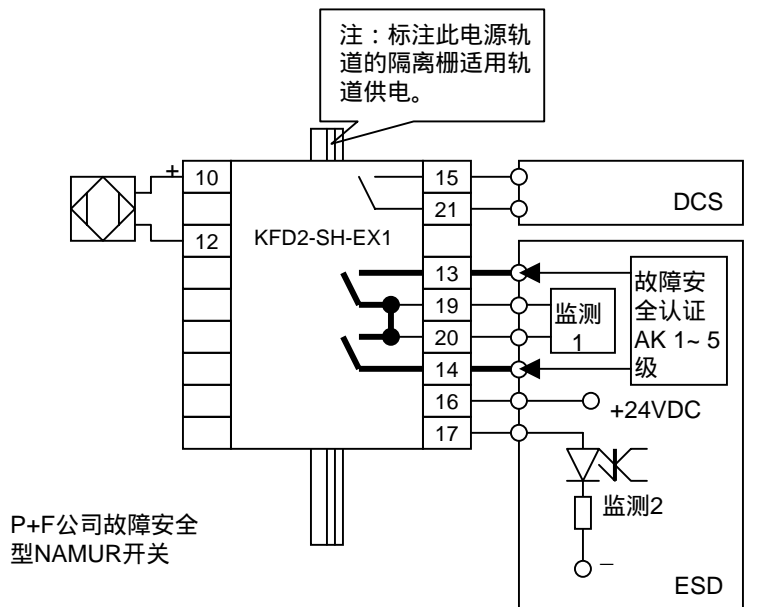 注：标注此电源轨
道的隔离栅适用轨
道供电。
+
10
12
KFD2-SH-EX1
15
21
13
19
20
14
16
17
DCS
监测
1
故障安
全认证
AK 1~ 5
级
+24VDC
监测2
−
ESD
P+F公司故障安全
型NAMUR开关